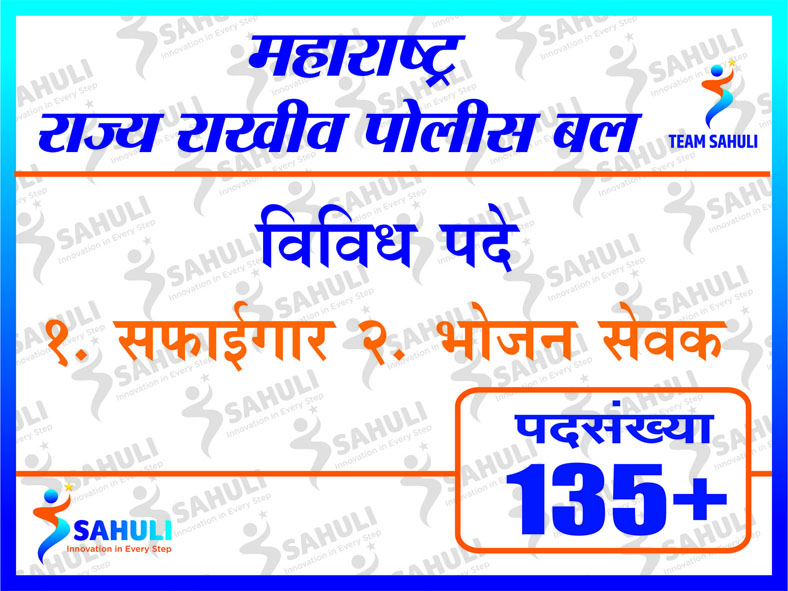 महाराष्ट्र
राज्य राखीव पोलीस बल
TEAM SAHULI
विविध पदे
१. सफाईगार २. भोजन सेवक
पदसंख्या
135+
SAHULI
Innovation in Every Step